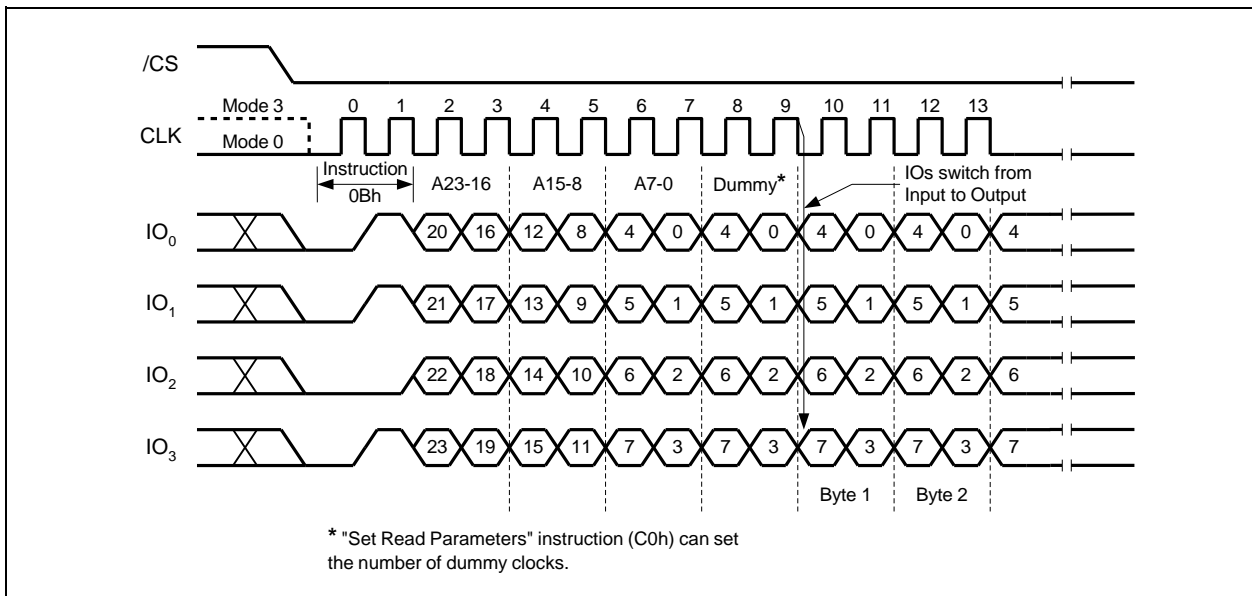 /CS
Mode 3 0 1 2 3 4 5 6 7 8 9 10 11 12 13
CLK
Mode 0
Instruction
0Bh A23-16 A15-8 A7-0 Dummy*
IOs switch from
Input to Output
IO0 20 16 12 8 4 0 4 0 4 0 4 0 4
IO1 21 17 13 9 5 1 5 1 5 1 5 1 5
IO2 22 18 14 10 6 2 6 2 6 2 6 2 6
IO3 23 19 15 11 7 3 7 3 7 3 7 3 7
Byte 1 Byte 2
* "Set Read Parameters" instruction (C0h) can set
the number of dummy clocks.